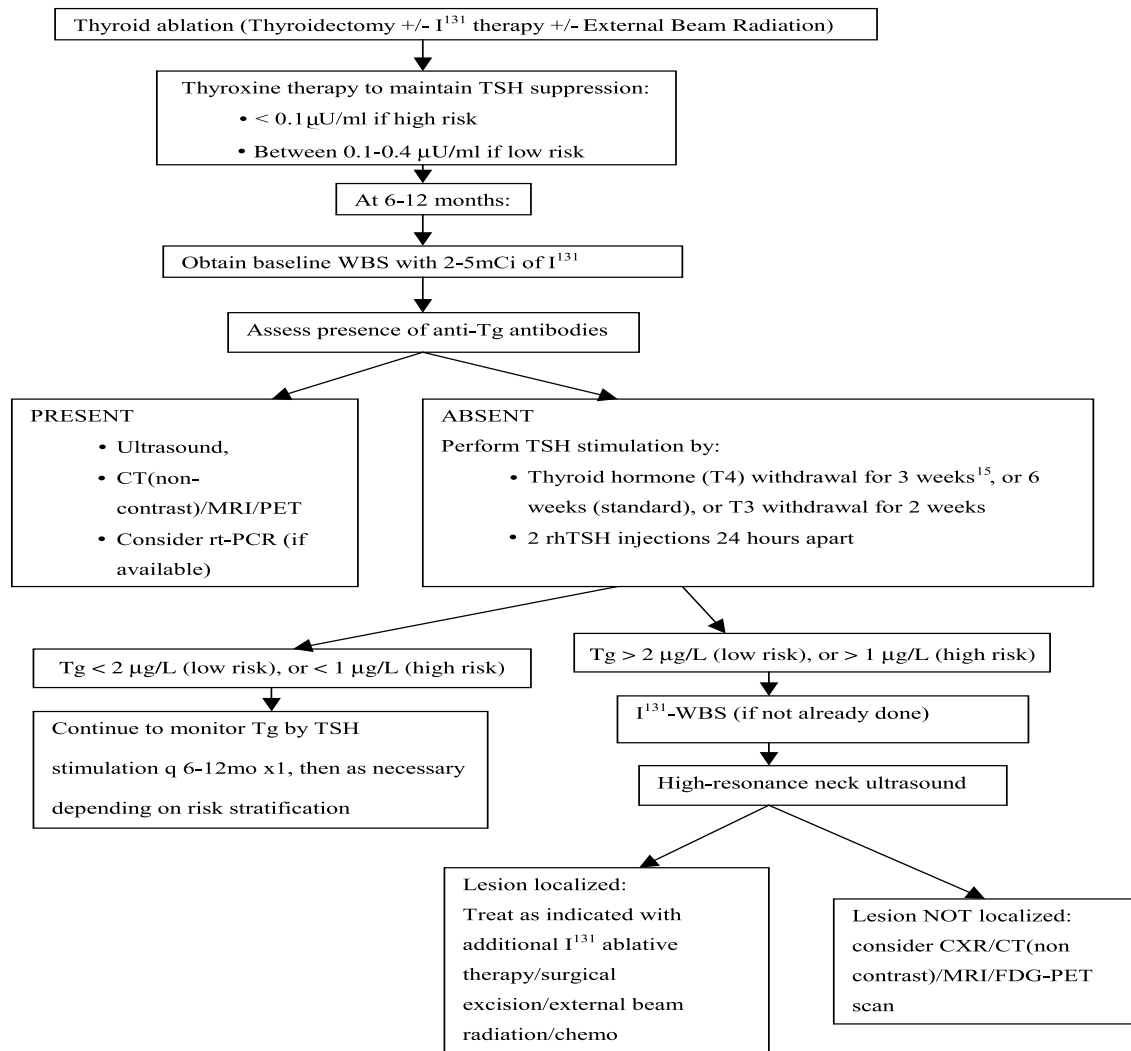 Thyroid ablation (Thyroidectomy +/- I¹³¹ therapy +/- External Beam Radiation)
Thyroxine therapy to maintain TSH suppression:
• < 0.1μU/ml if high risk
• Between 0.1-0.4 μU/ml if low risk
At 6-12 months:
Obtain baseline WBS with 2-5mCi of I¹³¹
Assess presence of anti-Tg antibodies
PRESENT
• Ultrasound,
• CT(non-
contrast)/MRI/PET
• Consider rt-PCR (if
available)
ABSENT
Perform TSH stimulation by:
• Thyroid hormone (T4) withdrawal for 3 weeks¹⁵, or 6
weeks (standard), or T3 withdrawal for 2 weeks
• 2 rhTSH injections 24 hours apart
Tg < 2 μg/L (low risk), or < 1 μg/L (high risk)
Continue to monitor Tg by TSH
stimulation q 6-12mo x1, then as necessary
depending on risk stratification
Tg > 2 μg/L (low risk), or > 1 μg/L (high risk)
I¹³¹-WBS (if not already done)
High-resonance neck ultrasound
Lesion localized:
Treat as indicated with
additional I¹³¹ ablative
therapy/surgical
excision/external beam
radiation/chemo
Lesion NOT localized:
consider CXR/CT(non
contrast)/MRI/FDG-PET
scan